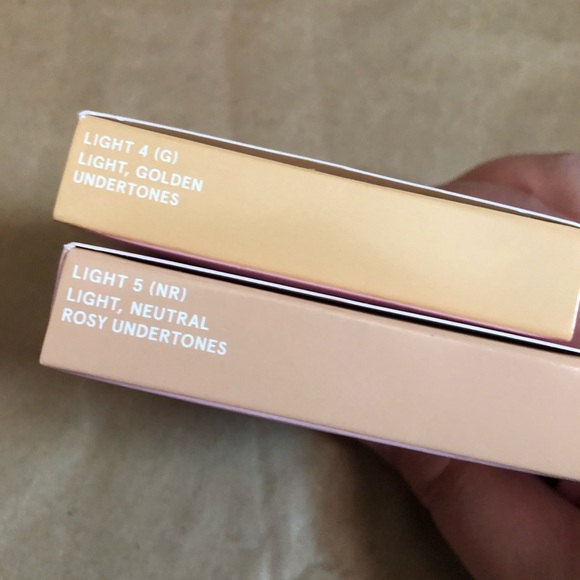 LIGHT 4 (G)
LIGHT, GOLDEN
UNDERTONES
LIGHT 5 (NR)
LIGHT, NEUTRAL
ROSY UNDERTONES